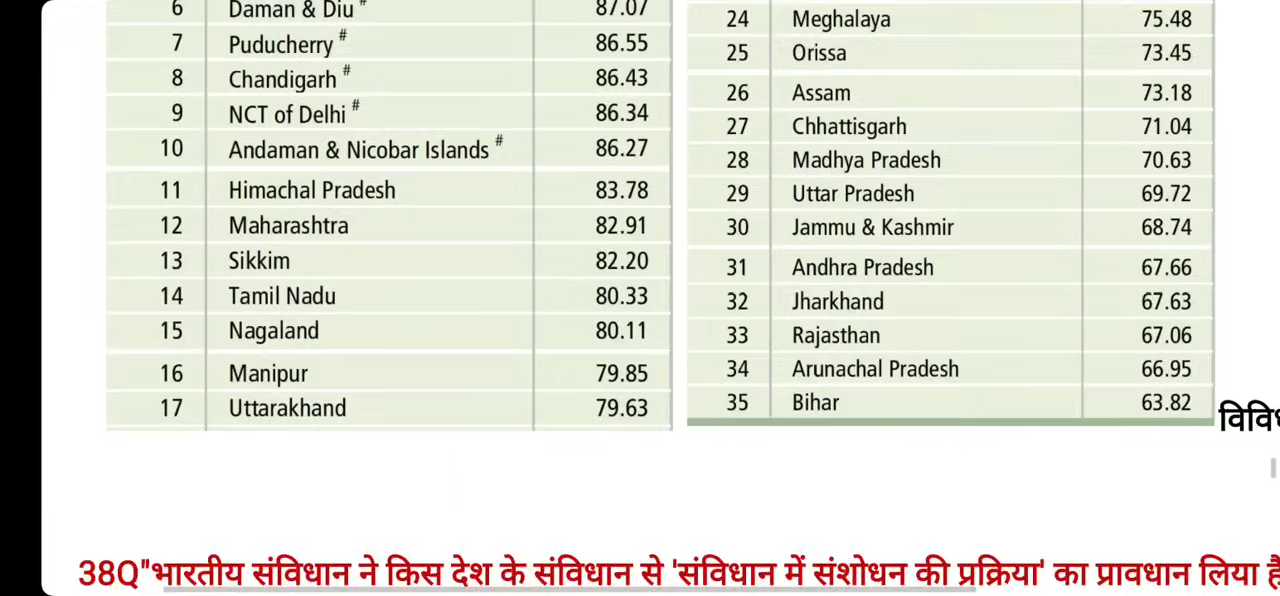 6 Daman & Diu # 87.07
7 Puducherry # 86.55
8 Chandigarh # 86.43
9 NCT of Delhi # 86.34
10 Andaman & Nicobar Islands # 86.27
11 Himachal Pradesh 83.78
12 Maharashtra 82.91
13 Sikkim 82.20
14 Tamil Nadu 80.33
15 Nagaland 80.11
16 Manipur 79.85
17 Uttarakhand 79.63
24 Meghalaya 75.48
25 Orissa 73.45
26 Assam 73.18
27 Chhattisgarh 71.04
28 Madhya Pradesh 70.63
29 Uttar Pradesh 69.72
30 Jammu & Kashmir 68.74
31 Andhra Pradesh 67.66
32 Jharkhand 67.63
33 Rajasthan 67.06
34 Arunachal Pradesh 66.95
35 Bihar 63.82
38Q"भारतीय संविधान ने किस देश के संविधान से 'संविधान में संशोधन की प्रक्रिया' का प्रावधान लिया है